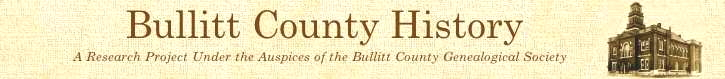 Bullitt County History
A Research Project Under the Auspices of the Bullitt County Genealogical Society